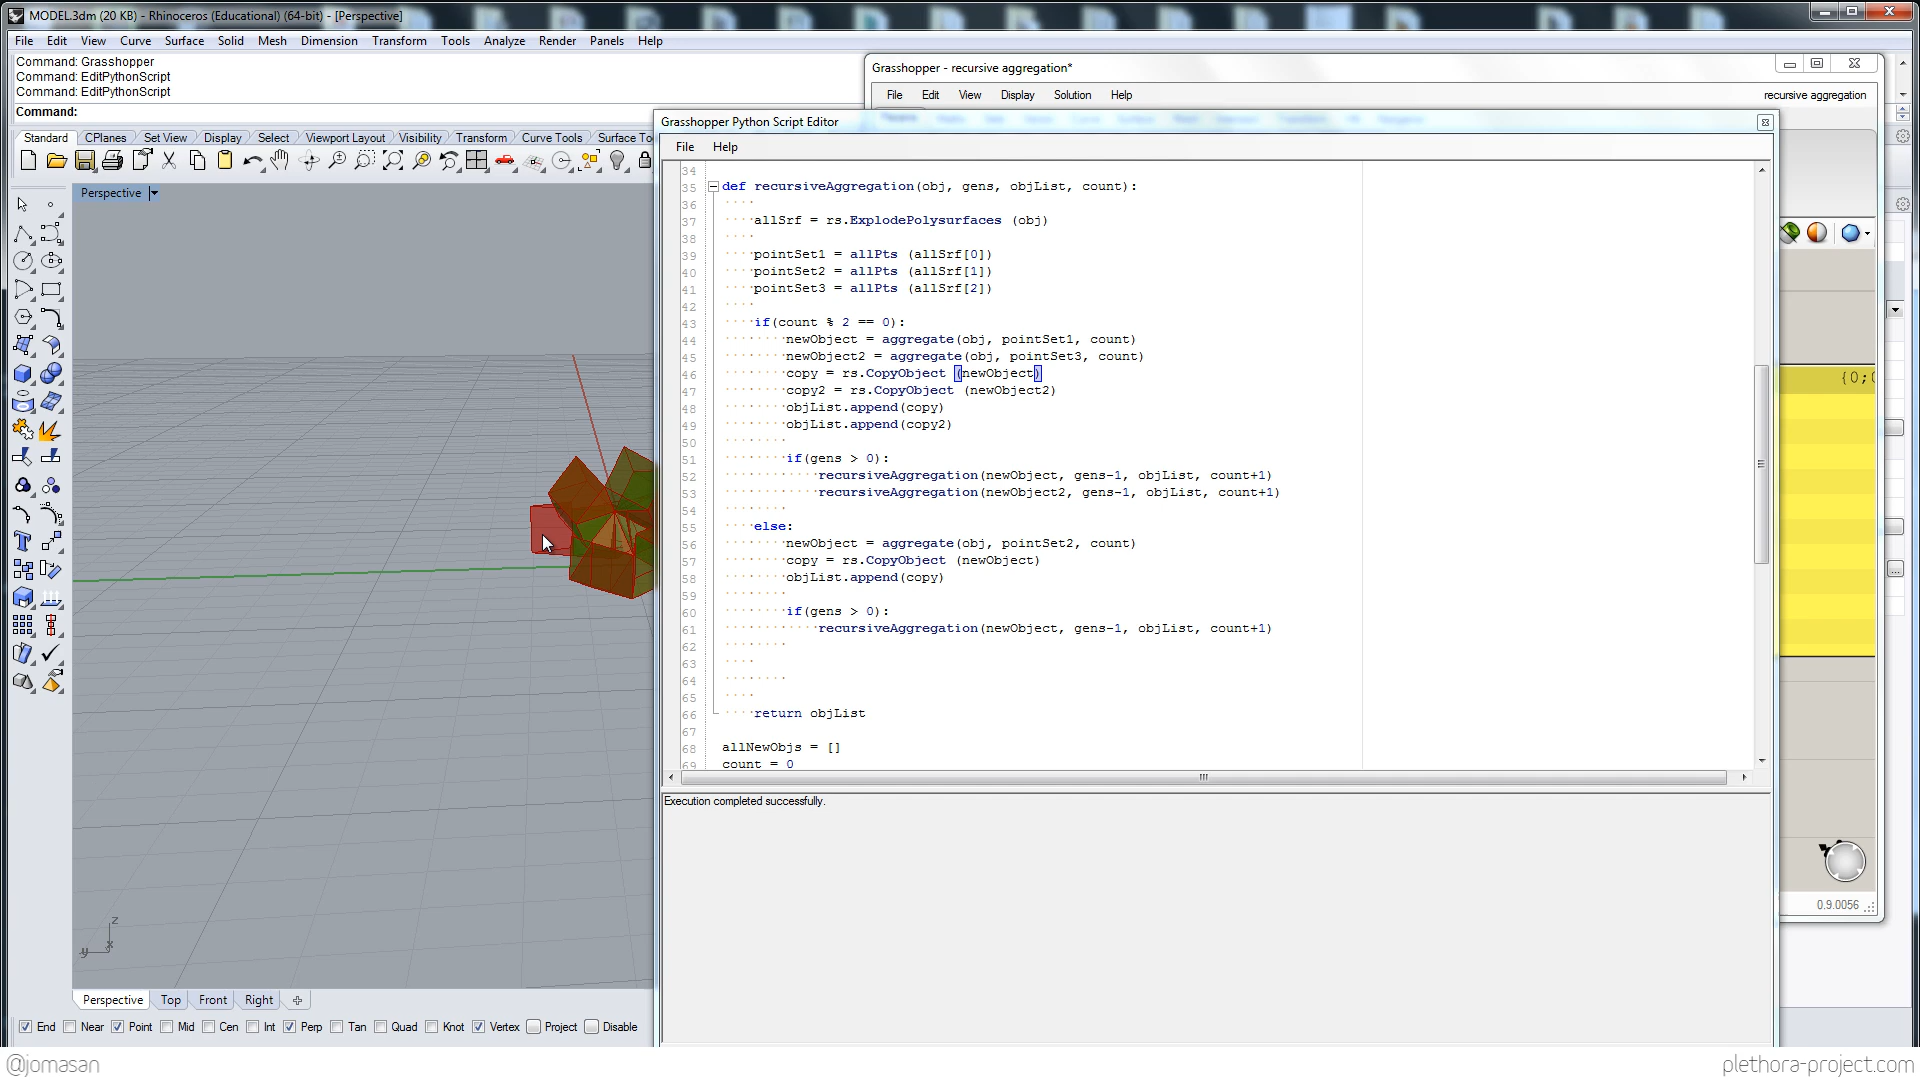 MODEL.3dm (20 KB) - Rhinoceros (Educational) (64-bit) - [Perspective]
File Edit View Curve Surface Solid Mesh Dimension Transform Tools Analyze Render Panels Help
Command: Grasshopper
Command: EditPythonScript
Command: EditPythonScript
Command:
Standard CPlanes Set View Display Select Viewport Layout Visibility Transform Curve Tools Surface To
Perspective
Grasshopper - recursive aggregation*
File Edit View Display Solution Help recursive aggregation
Grasshopper Python Script Editor
File Help
34
35 def recursiveAggregation(obj, gens, objList, count):
36
37 allSrf = rs.ExplodePolysurfaces (obj)
38
39 pointSet1 = allPts (allSrf[0])
40 pointSet2 = allPts (allSrf[1])
41 pointSet3 = allPts (allSrf[2])
42
43 if(count % 2 == 0):
44 newObject = aggregate(obj, pointSet1, count)
45 newObject2 = aggregate(obj, pointSet3, count)
46 copy = rs.CopyObject (newObject)
47 copy2 = rs.CopyObject (newObject2)
48 objList.append(copy)
49 objList.append(copy2)
50
51 if(gens > 0):
52 recursiveAggregation(newObject, gens-1, objList, count+1)
53 recursiveAggregation(newObject2, gens-1, objList, count+1)
54
55 else:
56 newObject = aggregate(obj, pointSet2, count)
57 copy = rs.CopyObject (newObject)
58 objList.append(copy)
59
60 if(gens > 0):
61 recursiveAggregation(newObject, gens-1, objList, count+1)
62
63
64
65
66 return objList
67
68 allNewObjs = []
69 count = 0
Execution completed successfully.
{0;0
0.9.0056
z
y x
Perspective Top Front Right
End Near Point Mid Cen Int Perp Tan Quad Knot Vertex Project Disable
@jomasan
plethora-project.com